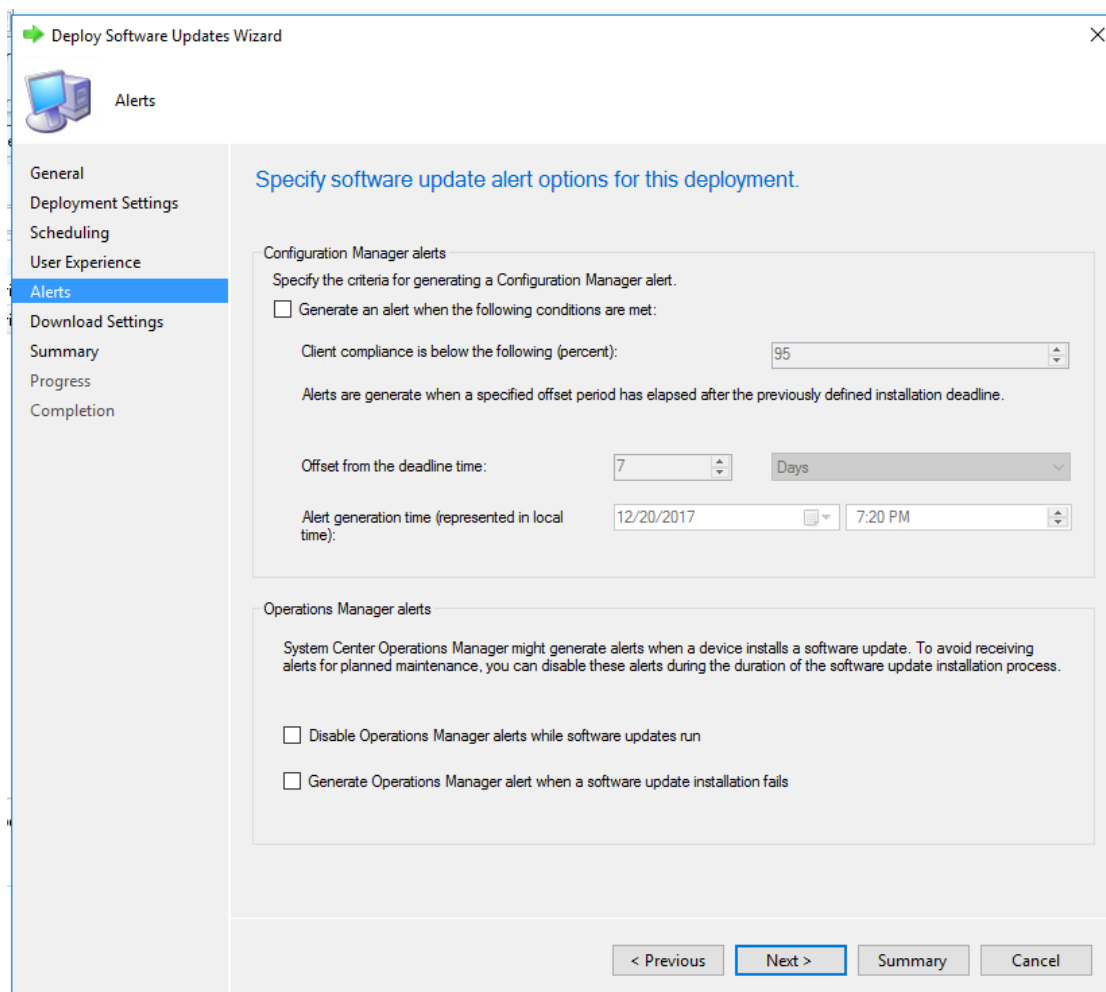 Deploy Software Updates Wizard
Alerts
General
Deployment Settings
Scheduling
User Experience
Alerts
Download Settings
Summary
Progress
Completion
Specify software update alert options for this deployment.
Configuration Manager alerts
Specify the criteria for generating a Configuration Manager alert.
Generate an alert when the following conditions are met:
Client compliance is below the following (percent):
95
Alerts are generate when a specified offset period has elapsed after the previously defined installation deadline.
Offset from the deadline time:
7
Days
Alert generation time (represented in local
time):
12/20/2017
7:20 PM
Operations Manager alerts
System Center Operations Manager might generate alerts when a device installs a software update. To avoid receiving
alerts for planned maintenance, you can disable these alerts during the duration of the software update installation process.
Disable Operations Manager alerts while software updates run
Generate Operations Manager alert when a software update installation fails
< Previous
Next >
Summary
Cancel